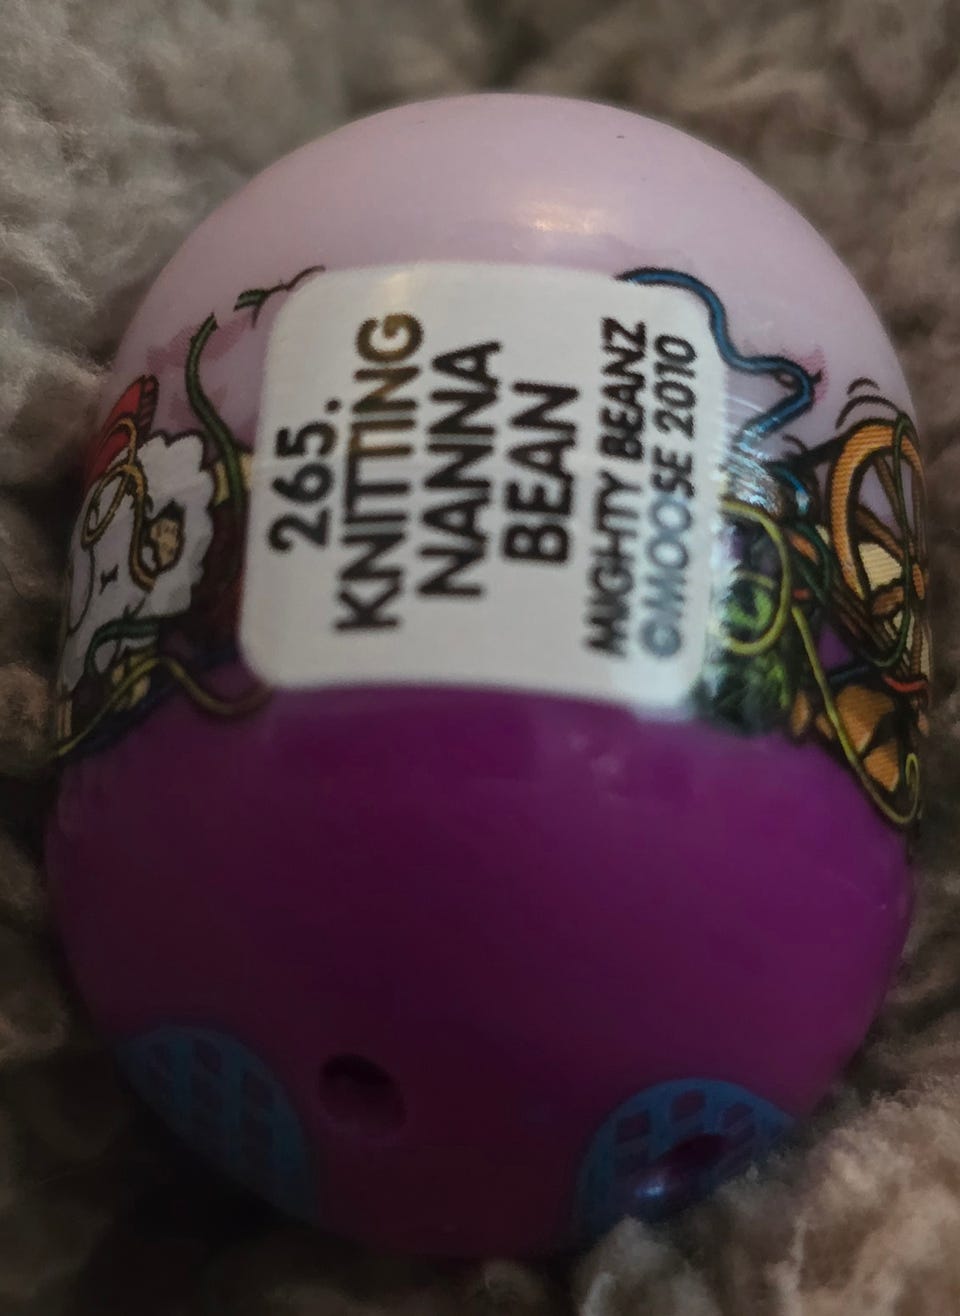 265.
KNITTING
NANNA
BEAN
MIGHTY BEANZ
©MOOSE 2010